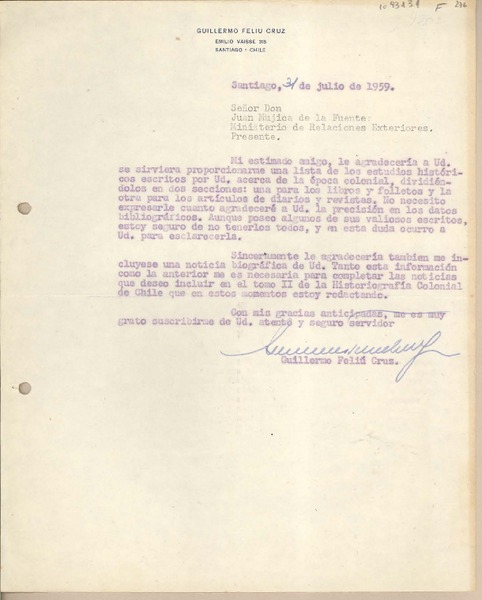 10 93131 F
GUILLERMO FELIU CRUZ
EMILIO VAISSE 315
SANTIAGO - CHILE
Santiago, 31 de julio de 1959.
Señor Don
Juan Mujica de la Fuente:
Ministerio de Relaciones Exteriores.
Presente.
Mi estimado amigo, le agradecería a Ud.
se sirviera proporcionarme una lista de los estudios históri-
cos escritos por Ud. acerca de la época colonial, dividién-
dolos en dos secciones: una para los libros y folletos y la
otra para los artículos de diarios y revistas. No necesito
expresarle cuanto agradeceré a Ud. la precisión en los datos
bibliográficos. Aunque poseo algunos de sus valiosos escritos,
estoy seguro de no tenerlos todos, y en esta duda ocurro a
Ud. para esclarecerla.
Sinceramente le agradecería tambien me in-
cluyese una noticia biográfica de Ud. Tanto esta información
como la anterior me es necesaria para completar las noticias
que deseo incluir en el tomo II de la Historiografía Colonial
de Chile que en estos momentos estoy redactando.
Con mis gracias anticipadas, me es muy
grato suscribirme de Ud. atento y seguro servidor
Guillermo Feliú Cruz.